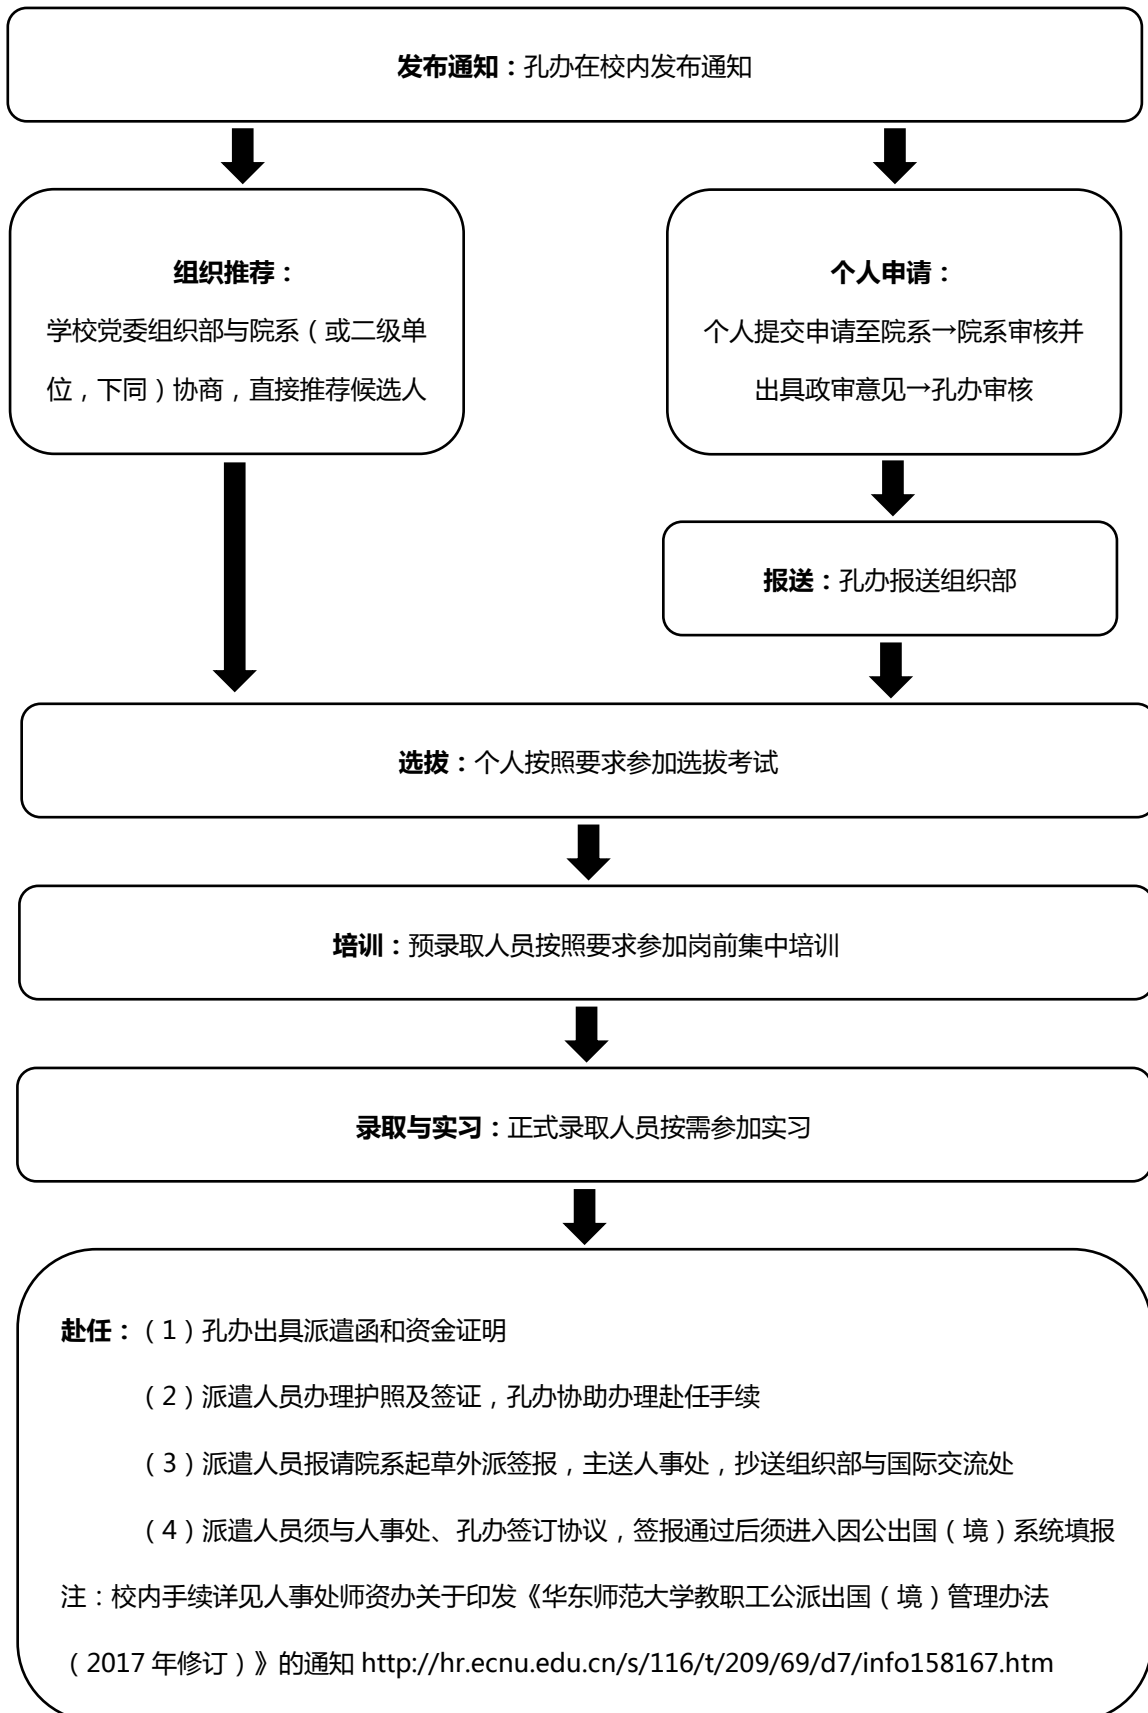 发布通知：孔办在校内发布通知
组织推荐：
学校党委组织部与院系（或二级单
位，下同）协商，直接推荐候选人
个人申请：
个人提交申请至院系→院系审核并
出具政审意见→孔办审核
报送：孔办报送组织部
选拔：个人按照要求参加选拔考试
培训：预录取人员按照要求参加岗前集中培训
录取与实习：正式录取人员按需参加实习
赴任：（1）孔办出具派遣函和资金证明
（2）派遣人员办理护照及签证，孔办协助办理赴任手续
（3）派遣人员报请院系起草外派签报，主送人事处，抄送组织部与国际交流处
（4）派遣人员须与人事处、孔办签订协议，签报通过后须进入因公出国（境）系统填报
注：校内手续详见人事处师资办关于印发《华东师范大学教职工公派出国（境）管理办法
（2017 年修订）》的通知 http://hr.ecnu.edu.cn/s/116/t/209/69/d7/info158167.htm